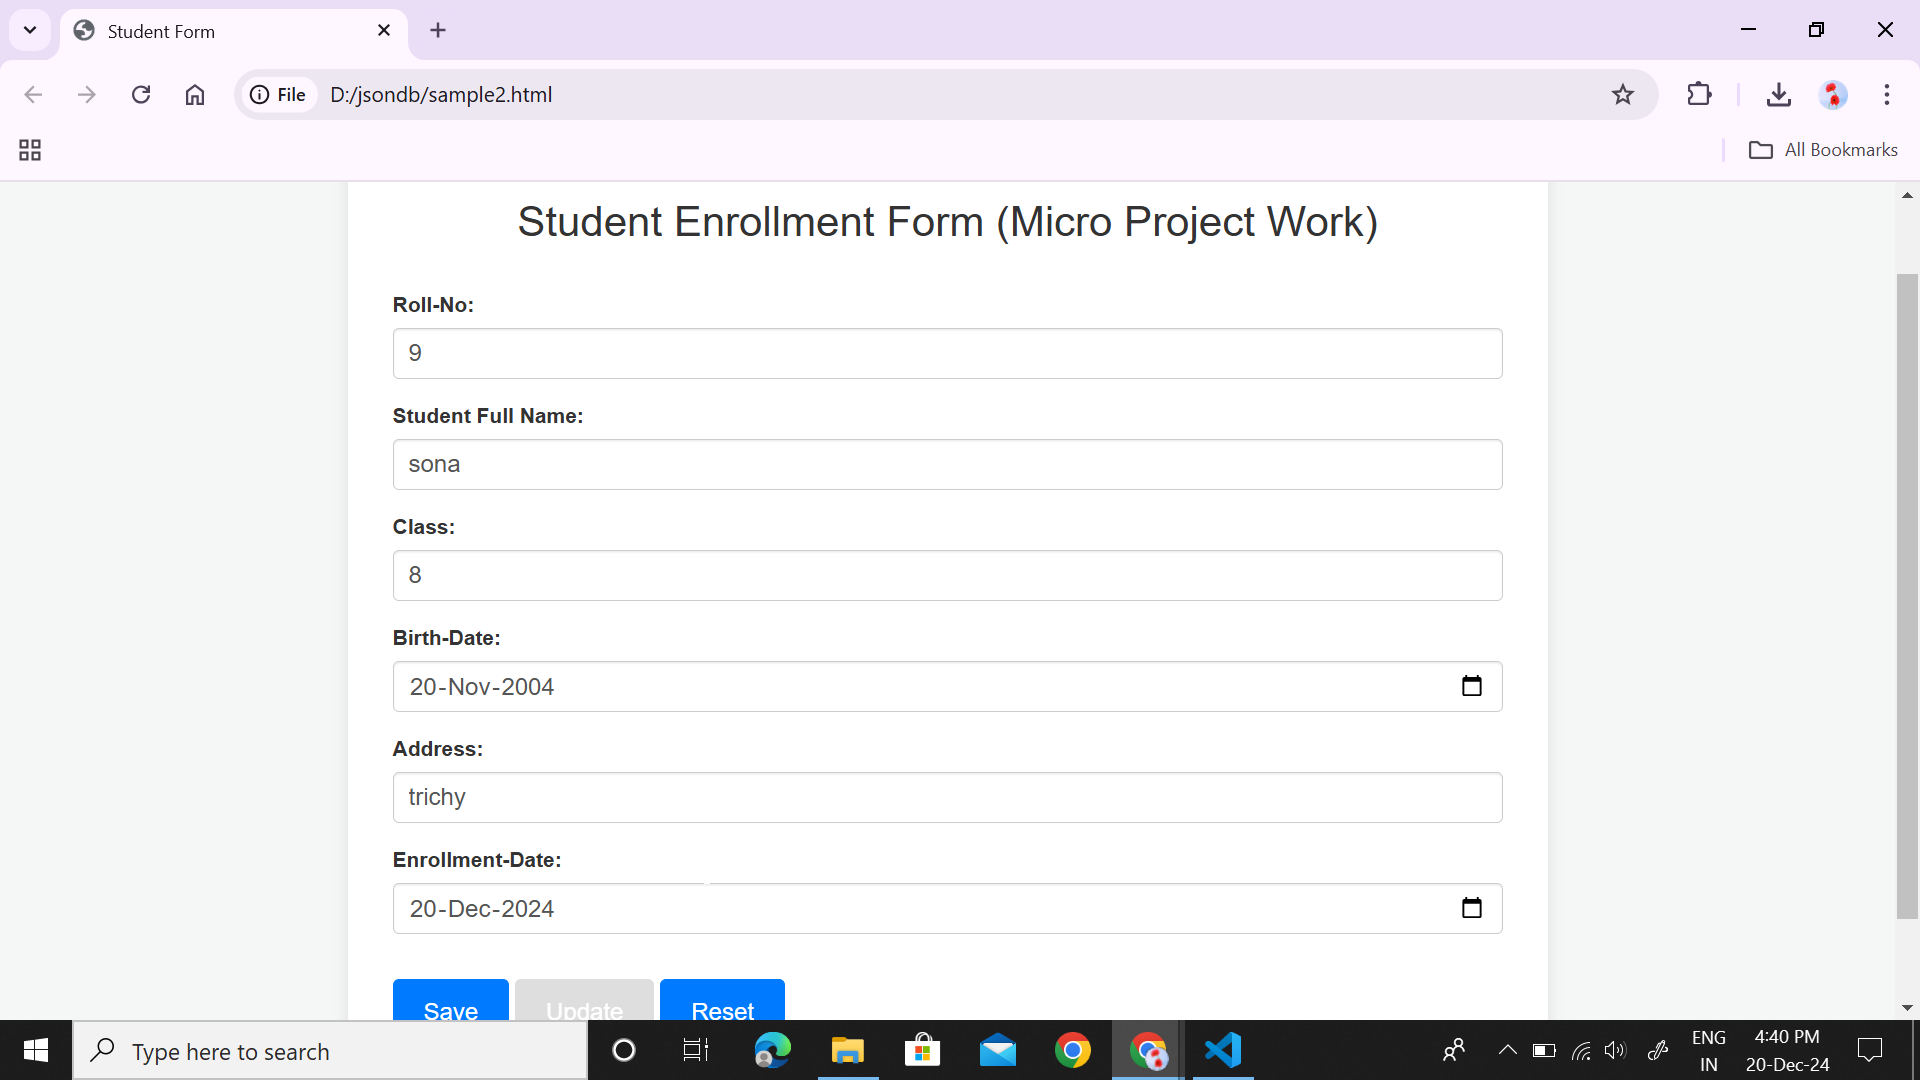 Student Form
File D:/jsondb/sample2.html
All Bookmarks
Student Enrollment Form (Micro Project Work)
Roll-No:
9
Student Full Name:
sona
Class:
8
Birth-Date:
20-Nov-2004
Address:
trichy
Enrollment-Date:
20-Dec-2024
Save Update Reset
Type here to search
ENG 4:40 PM
IN 20-Dec-24